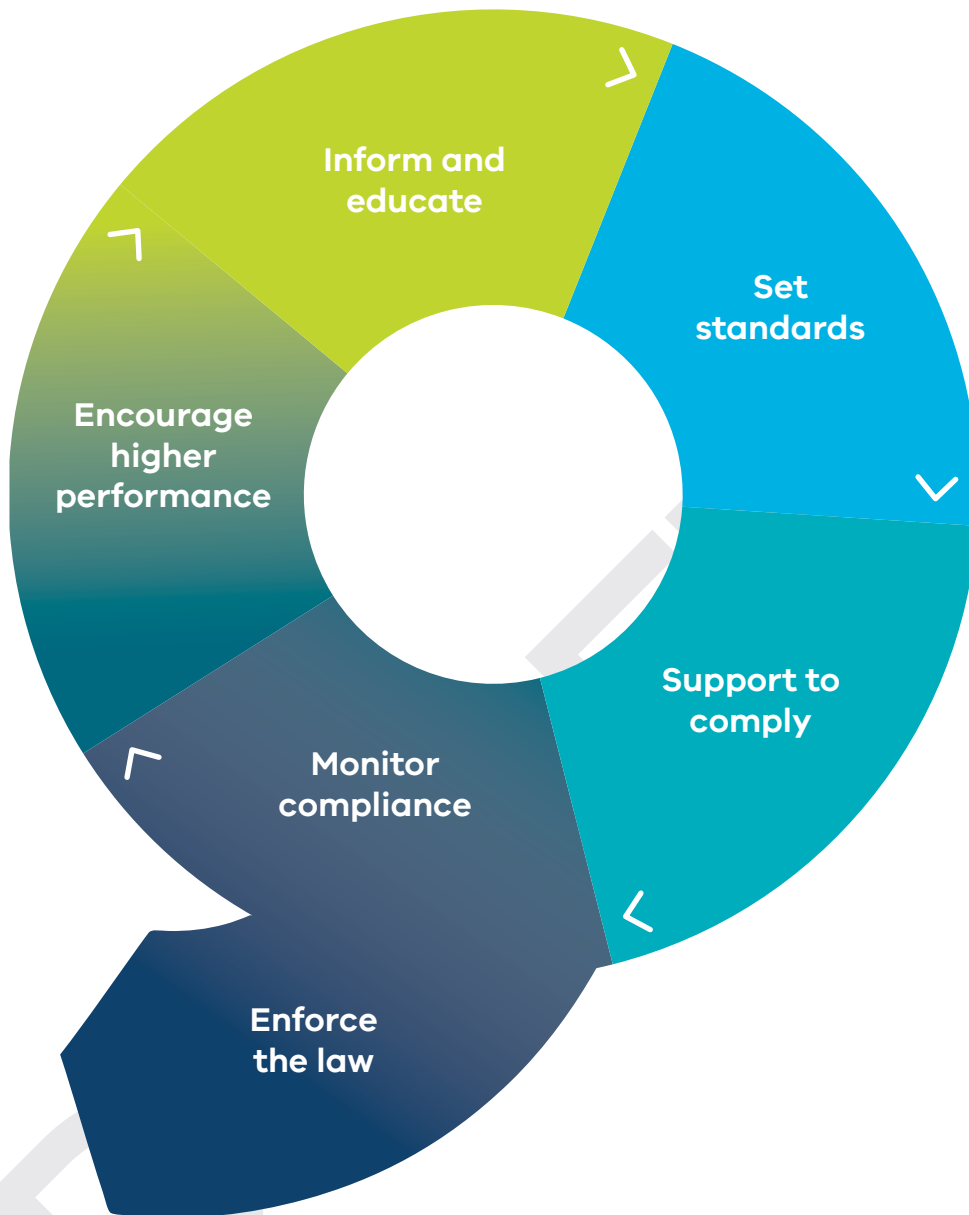 Inform and
educate
Set
standards
Support to
comply
Monitor
compliance
Enforce
the law
Encourage
higher
performance